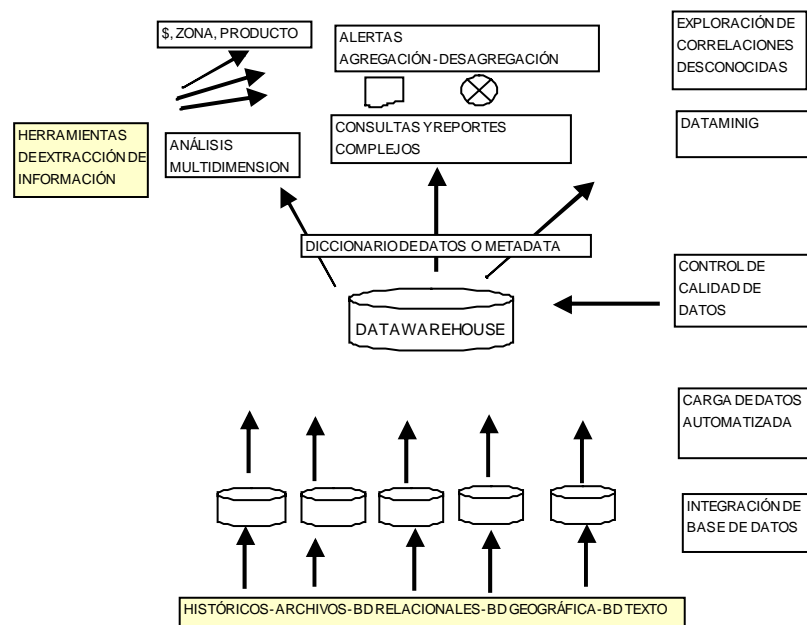 $, ZONA, PRODUCTO
ALERTAS
AGREGACIÓN - DESAGREGACIÓN
EXPLORACIÓN DE
CORRELACIONES
DESCONOCIDAS
HERRAMIENTAS
DE EXTRACCIÓN DE
INFORMACIÓN
ANÁLISIS
MULTIDIMENSION
CONSULTAS Y REPORTES
COMPLEJOS
DATAMINIG
DICCIONARIO DE DATOS O METADATA
CONTROL DE
CALIDAD DE
DATOS
DATAWAREHOUSE
CARGA DE DATOS
AUTOMATIZADA
INTEGRACIÓN DE
BASE DE DATOS
HISTÓRICOS-ARCHIVOS-BD RELACIONALES-BD GEOGRÁFICA-BD TEXTO